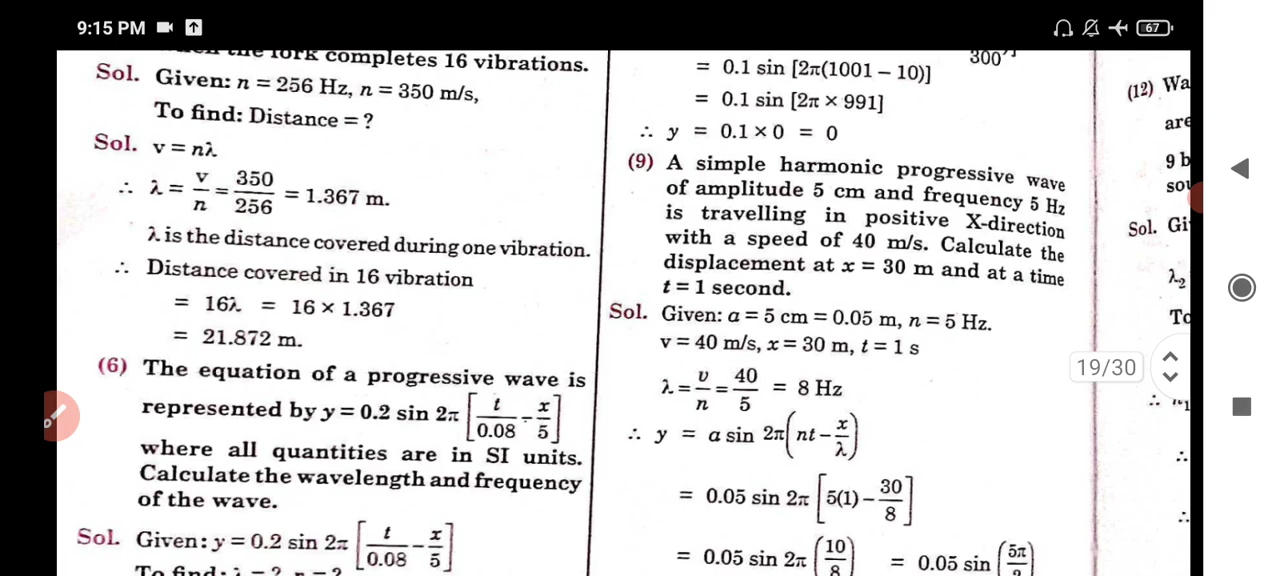 9:15 PM
67
fork completes 16 vibrations.
Sol. Given: n = 256 Hz, n = 350 m/s,
To find: Distance = ?
Sol. v = nλ
∴ λ = v/n = 350/256 = 1.367 m.
λ is the distance covered during one vibration.
∴ Distance covered in 16 vibration
= 16λ = 16 × 1.367
= 21.872 m.
(6) The equation of a progressive wave is
represented by y = 0.2 sin 2π [t/0.08 - x/5]
where all quantities are in SI units.
Calculate the wavelength and frequency
of the wave.
Sol. Given: y = 0.2 sin 2π [t/0.08 - x/5]
To find: λ = ?, n = ?
300
= 0.1 sin [2π(1001 – 10)]
= 0.1 sin [2π × 991]
∴ y = 0.1 × 0 = 0
(9) A simple harmonic progressive wave
of amplitude 5 cm and frequency 5 Hz
is travelling in positive X-direction
with a speed of 40 m/s. Calculate the
displacement at x = 30 m and at a time
t = 1 second.
Sol. Given: a = 5 cm = 0.05 m, n = 5 Hz.
v = 40 m/s, x = 30 m, t = 1 s
λ = v/n = 40/5 = 8 Hz
∴ y = a sin 2π(nt – x/λ)
= 0.05 sin 2π [5(1) – 30/8]
= 0.05 sin 2π (10/8) = 0.05 sin (5π/2)
(12) Wa
are
9 b
sou
Sol. Gi
λ₂
To
19/30
∴
∴
∴